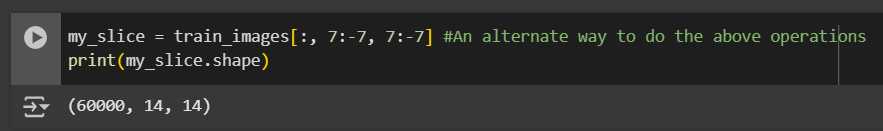 my_slice = train_images[:, 7:-7, 7:-7] #An alternate way to do the above operations
print(my_slice.shape)
(60000, 14, 14)